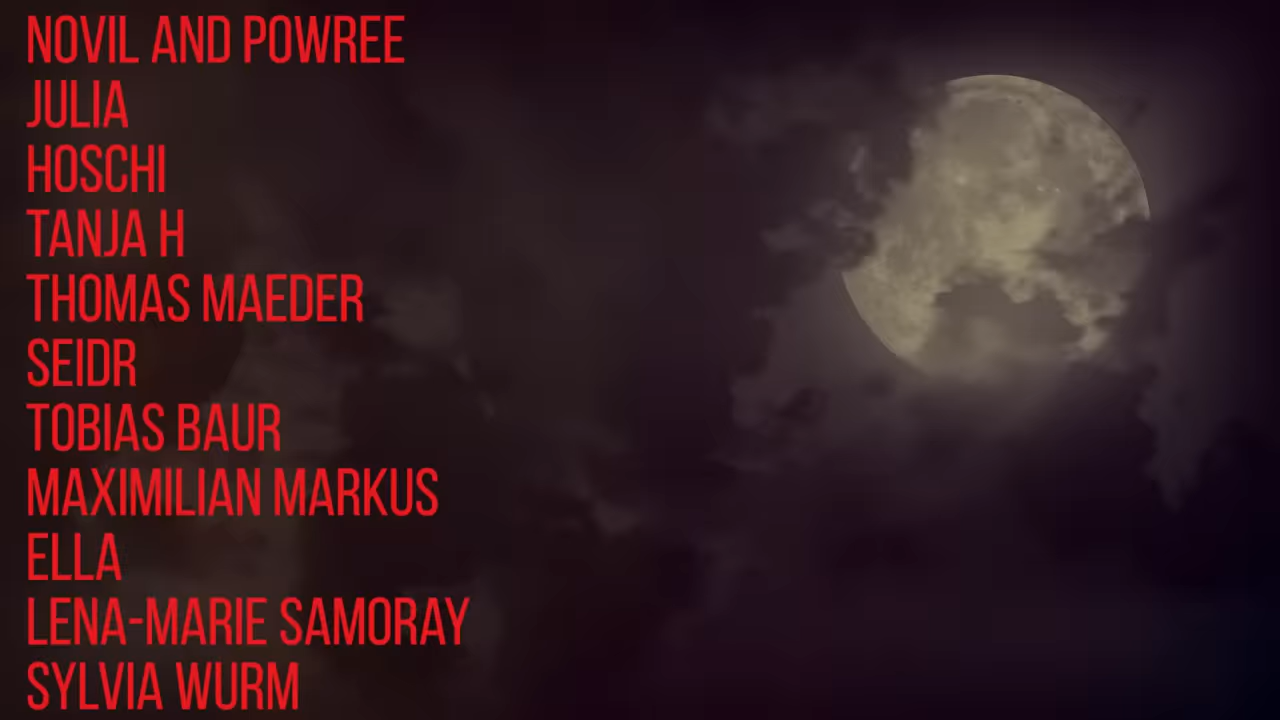 NOVIL AND POWREE
JULIA
HOSCHI
TANJA H
THOMAS MAEDER
SEIDR
TOBIAS BAUR
MAXIMILIAN MARKUS
ELLA
LENA-MARIE SAMORAY
SYLVIA WURM